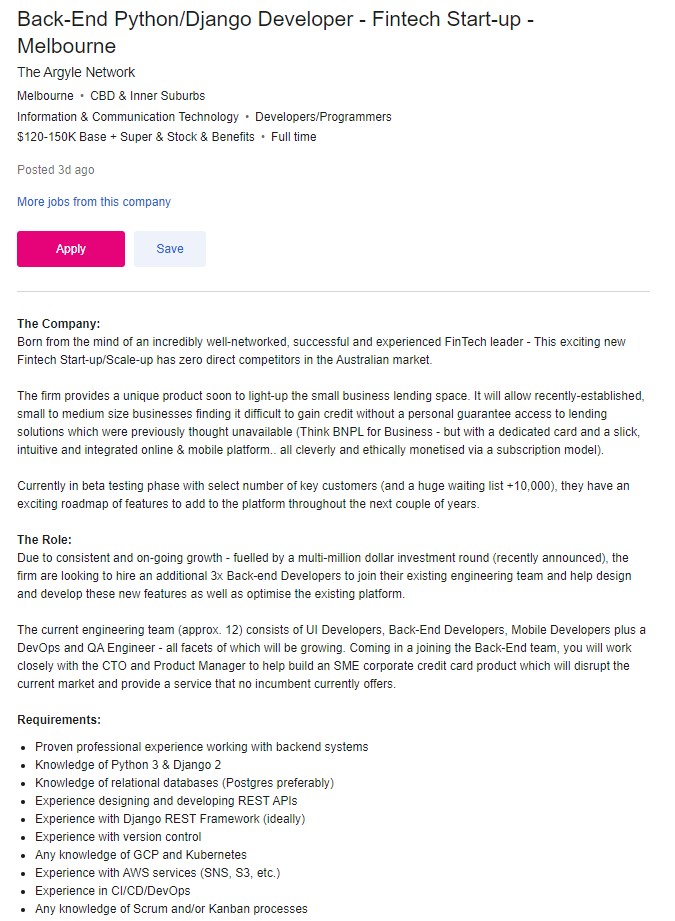 Back-End Python/Django Developer - Fintech Start-up -
Melbourne
The Argyle Network
Melbourne • CBD & Inner Suburbs
Information & Communication Technology • Developers/Programmers
$120-150K Base + Super & Stock & Benefits • Full time
Posted 3d ago
More jobs from this company
Apply Save
The Company:
Born from the mind of an incredibly well-networked, successful and experienced FinTech leader - This exciting new
Fintech Start-up/Scale-up has zero direct competitors in the Australian market.
The firm provides a unique product soon to light-up the small business lending space. It will allow recently-established,
small to medium size businesses finding it difficult to gain credit without a personal guarantee access to lending
solutions which were previously thought unavailable (Think BNPL for Business - but with a dedicated card and a slick,
intuitive and integrated online & mobile platform.. all cleverly and ethically monetised via a subscription model).
Currently in beta testing phase with select number of key customers (and a huge waiting list +10,000), they have an
exciting roadmap of features to add to the platform throughout the next couple of years.
The Role:
Due to consistent and on-going growth - fuelled by a multi-million dollar investment round (recently announced), the
firm are looking to hire an additional 3x Back-end Developers to join their existing engineering team and help design
and develop these new features as well as optimise the existing platform.
The current engineering team (approx. 12) consists of UI Developers, Back-End Developers, Mobile Developers plus a
DevOps and QA Engineer - all facets of which will be growing. Coming in a joining the Back-End team, you will work
closely with the CTO and Product Manager to help build an SME corporate credit card product which will disrupt the
current market and provide a service that no incumbent currently offers.
Requirements:
• Proven professional experience working with backend systems
• Knowledge of Python 3 & Django 2
• Knowledge of relational databases (Postgres preferably)
• Experience designing and developing REST APIs
• Experience with Django REST Framework (ideally)
• Experience with version control
• Any knowledge of GCP and Kubernetes
• Experience with AWS services (SNS, S3, etc.)
• Experience in CI/CD/DevOps
• Any knowledge of Scrum and/or Kanban processes